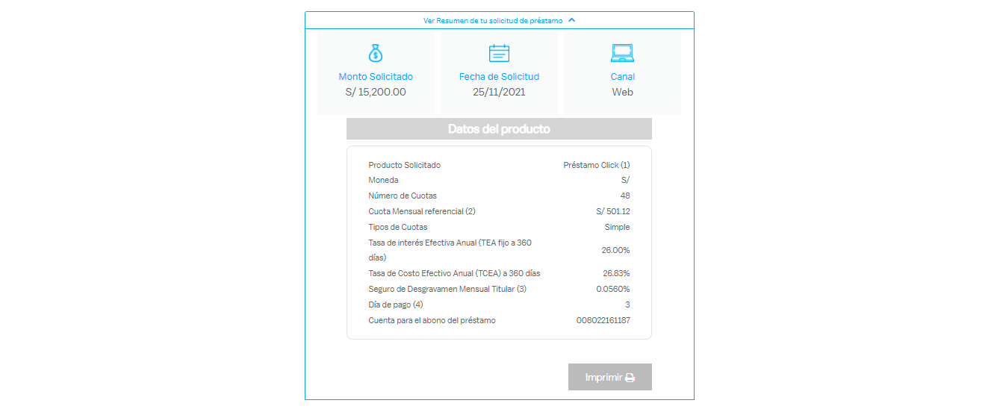 Ver Resumen de tu solicitud de préstamo
Monto Solicitado
S/ 15,200.00
Fecha de Solicitud
25/11/2021
Canal
Web
Datos del producto
Producto Solicitado Préstamo Click (1)
Moneda S/
Número de Cuotas 48
Cuota Mensual referencial (2) S/ 501.12
Tipos de Cuotas Simple
Tasa de interés Efectiva Anual (TEA fijo a 360
días) 26.00%
Tasa de Costo Efectivo Anual (TCEA) a 360 días 26.83%
Seguro de Desgravamen Mensual Titular (3) 0.0560%
Día de pago (4) 3
Cuenta para el abono del préstamo 008022161187
Imprimir